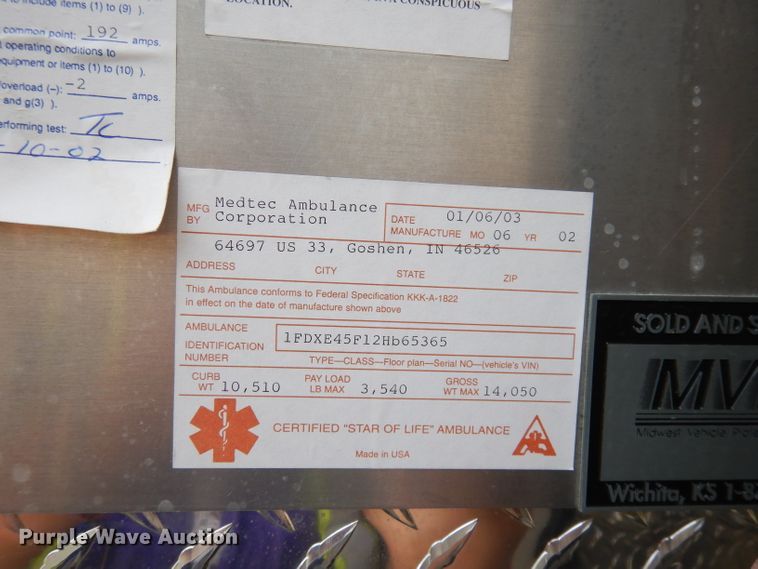 include items (1) to (9) ).
common point: 192 amps.
operating conditions to
equipment or items (1) to (10) ).
overload (-): -2 amps.
and g(3) ).
performing test: TC
-10-02
CONSPICUOUS
LOCATION.
MFG BY Medtec Ambulance
Corporation
DATE 01/06/03
MANUFACTURE MO 06 YR 02
64697 US 33, Goshen, IN 46526
ADDRESS CITY STATE ZIP
This Ambulance conforms to Federal Specification KKK-A-1822
in effect on the date of manufacture shown above
AMBULANCE
IDENTIFICATION
NUMBER
1FDXE45F12Hb65365
TYPE—CLASS—Floor plan—Serial NO—(vehicle's VIN)
CURB WT 10,510 PAY LOAD LB MAX 3,540 GROSS WT MAX 14,050
CERTIFIED "STAR OF LIFE" AMBULANCE
Made in USA
SOLD AND S
MV
Midwest Vehicle
Wichita, KS 1-8
Purple Wave Auction